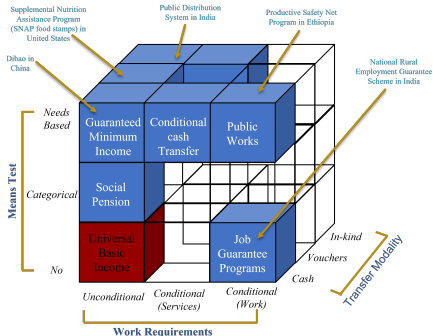 Supplemental Nutrition
Assistance Program
(SNAP food stamps) in
United States
Public Distribution
System in India
Productive Safety Net
Program in Ethiopia
Dibao in
China
National Rural
Employment Guarantee
Scheme in India
Needs
Based
Guaranteed
Minimum
Income
Conditional
cash
Transfer
Public
Works
Means Test
Categorical
Social
Pension
No
Universal
Basic
Income
Job
Guarantee
Programs
In-kind
Vouchers
Cash
Transfer Modality
Unconditional
Conditional
(Services)
Conditional
(Work)
Work Requirements